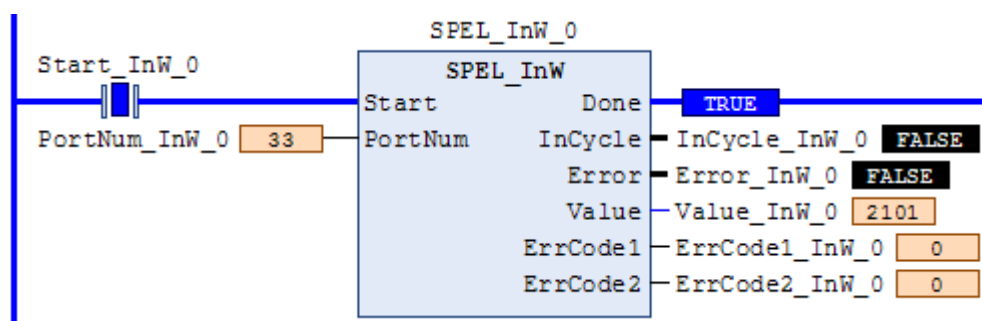 SPEL_InW_0
Start_InW_0
SPEL_InW
Start Done TRUE
PortNum_InW_0 33 PortNum InCycle InCycle_InW_0 FALSE
Error Error_InW_0 FALSE
Value Value_InW_0 2101
ErrCode1 ErrCode1_InW_0 0
ErrCode2 ErrCode2_InW_0 0